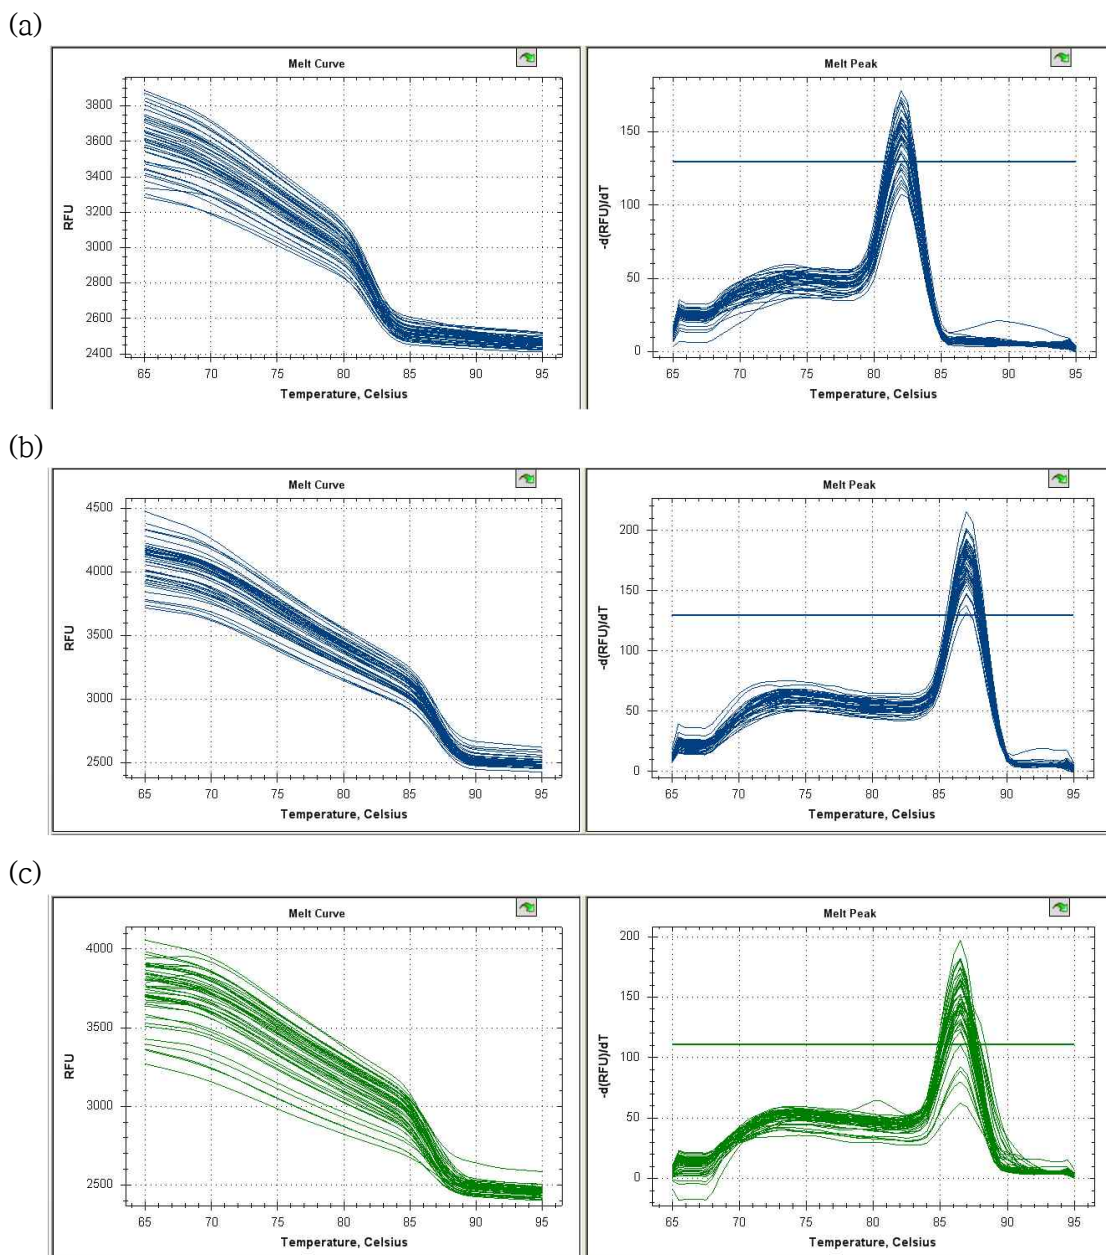 (a)
Melt Curve
Melt Peak
RFU
3800
3600
3400
3200
3000
2800
2600
2400
65 70 75 80 85 90 95
Temperature, Celsius
-d(RFU)/dT
150
100
50
0
65 70 75 80 85 90 95
Temperature, Celsius
(b)
Melt Curve
Melt Peak
RFU
4500
4000
3500
3000
2500
65 70 75 80 85 90 95
Temperature, Celsius
-d(RFU)/dT
200
150
100
50
0
65 70 75 80 85 90 95
Temperature, Celsius
(c)
Melt Curve
Melt Peak
RFU
4000
3500
3000
2500
65 70 75 80 85 90 95
Temperature, Celsius
-d(RFU)/dT
200
150
100
50
0
65 70 75 80 85 90 95
Temperature, Celsius